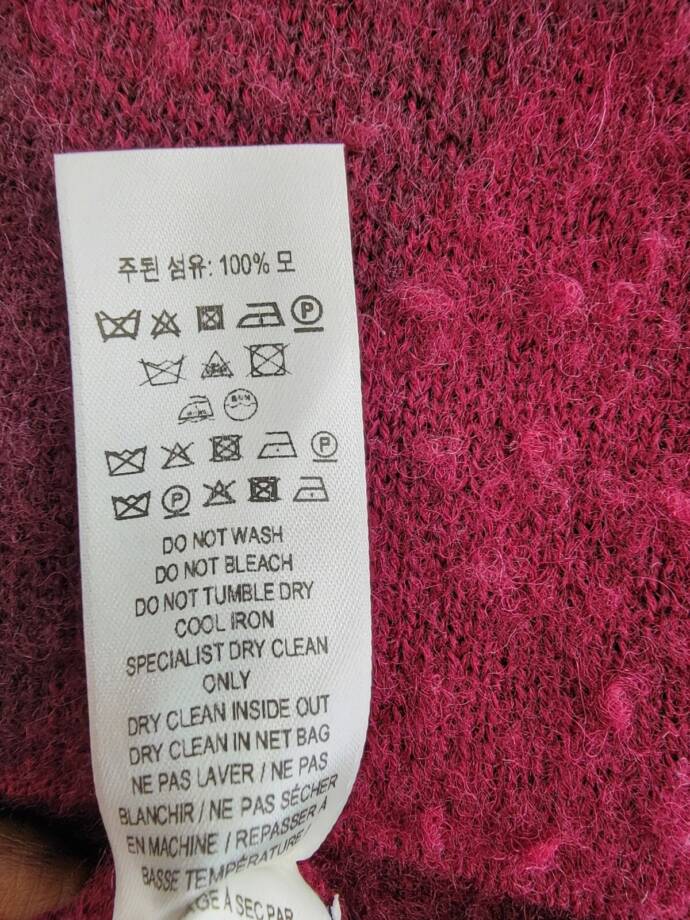 주된 섬유: 100% 모
P
P
P
DO NOT WASH
DO NOT BLEACH
DO NOT TUMBLE DRY
COOL IRON
SPECIALIST DRY CLEAN
ONLY
DRY CLEAN INSIDE OUT
DRY CLEAN IN NET BAG
NE PAS LAVER / NE PAS
BLANCHIR / NE PAS SÉCHER
EN MACHINE / REPASSER À
BASSE TEMPÉRATURE /
À SEC PAR